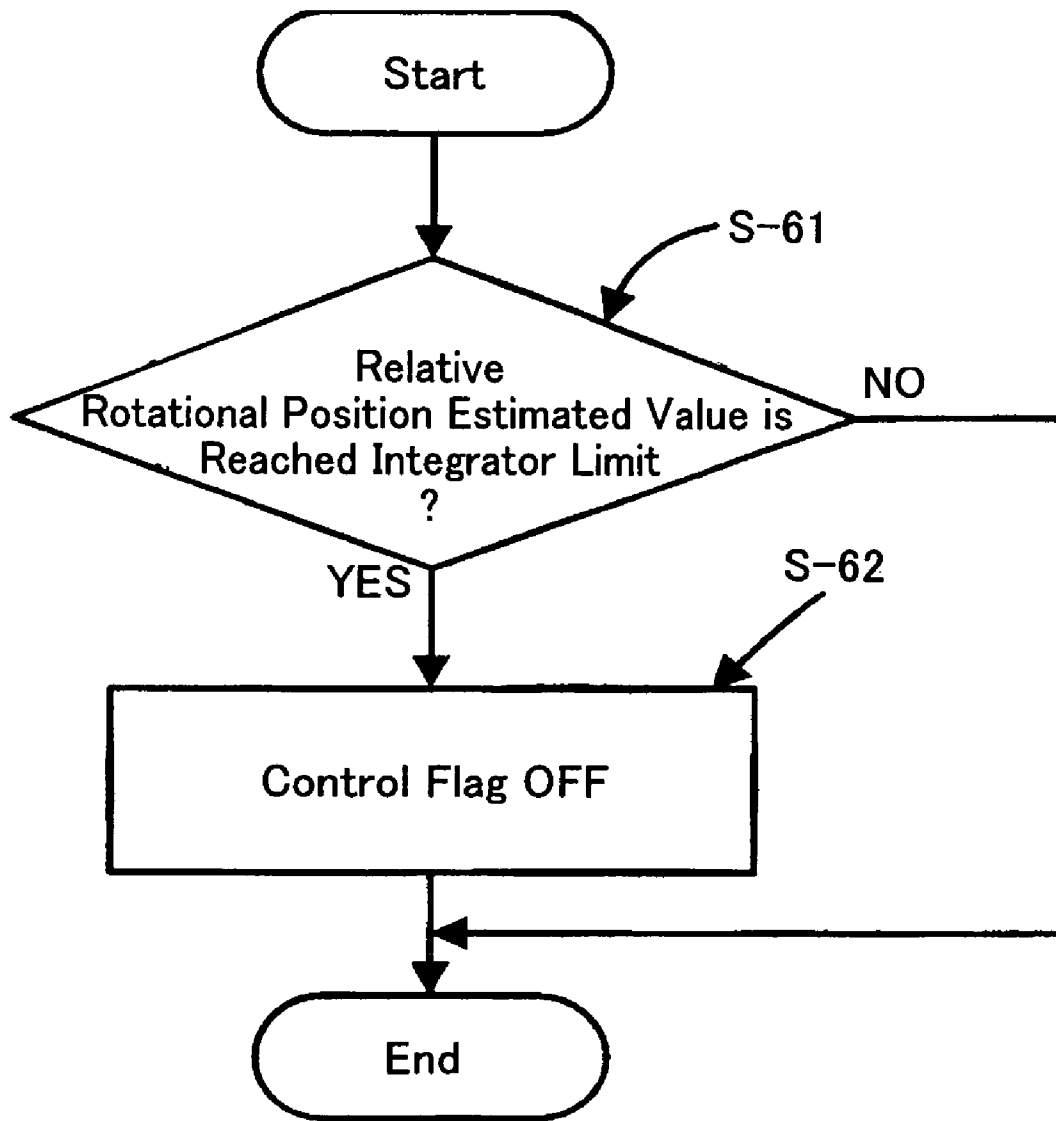 Start
S-61
Relative
Rotational Position Estimated Value is
Reached Integrator Limit
?
NO
YES
S-62
Control Flag OFF
End